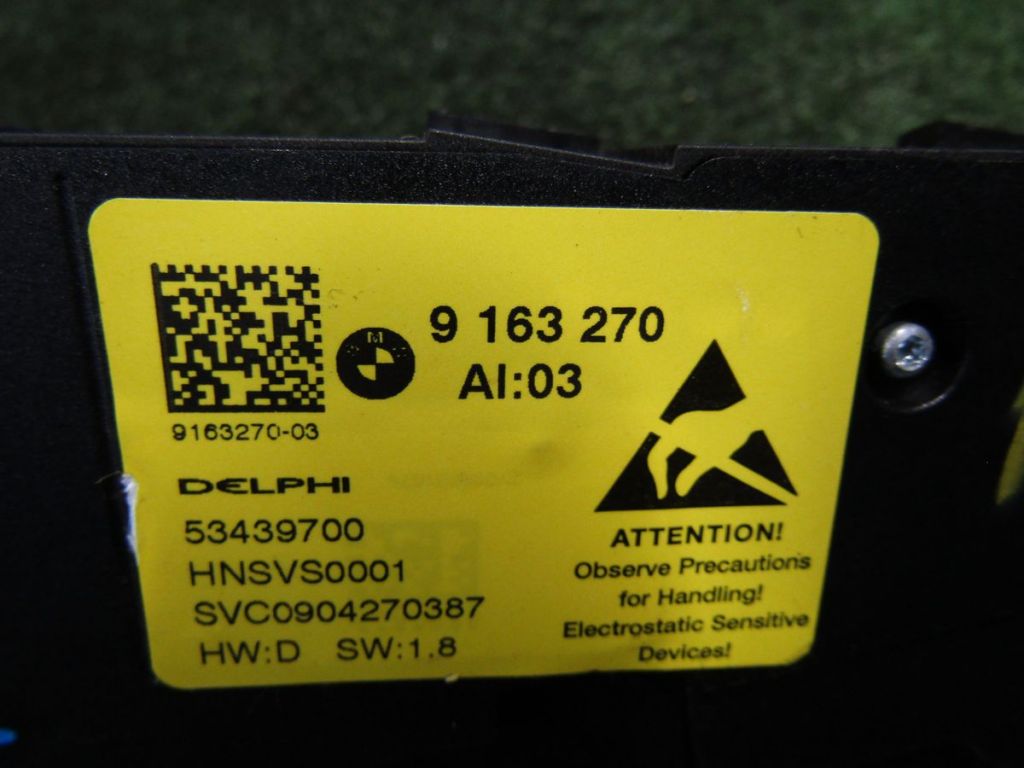 9 163 270
AI:03
9163270-03
DELPHI
53439700
HNSVS0001
SVC0904270387
HW:D SW:1.8
ATTENTION!
Observe Precautions
for Handling!
Electrostatic Sensitive
Devices!